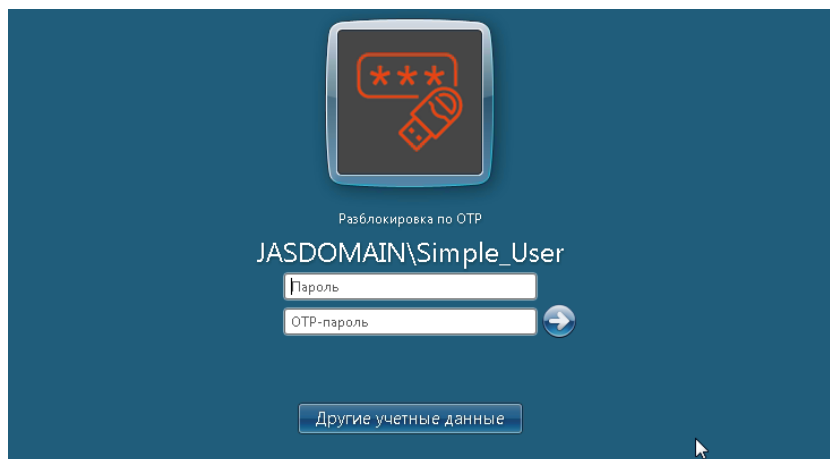 ***
Разблокировка по OTP
JASDOMAIN\Simple_User
Пароль
OTP-пароль
Другие учетные данные